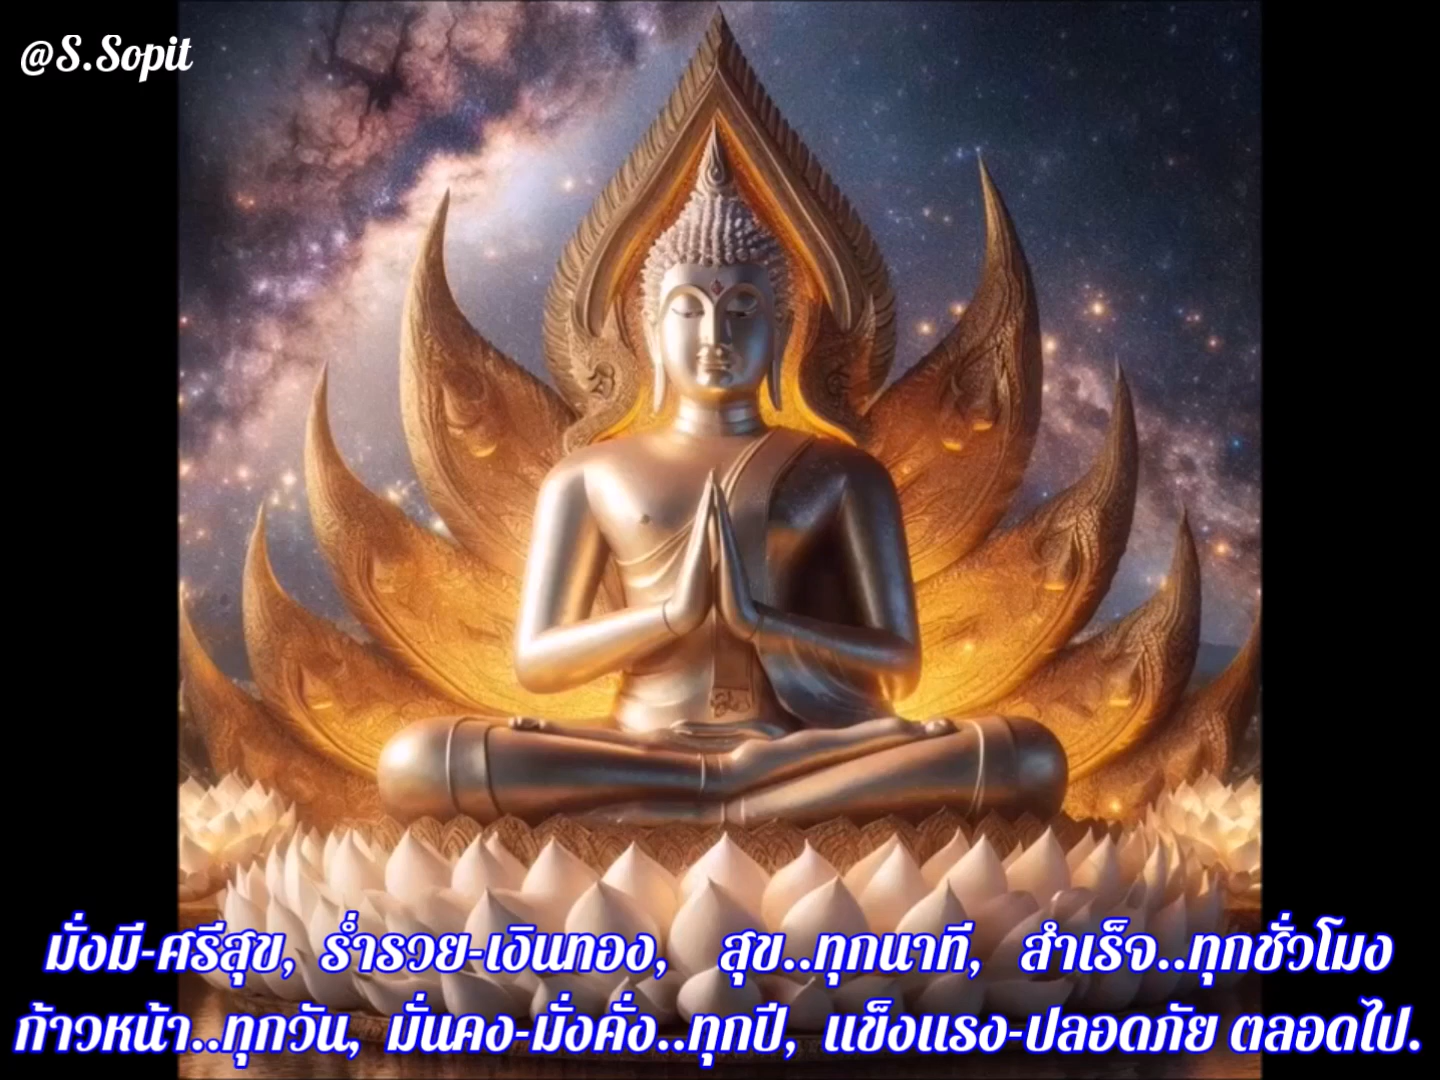 @S.Sopit
มั่งมี-ศรีสุข, ร่ำรวย-เงินทอง, สุข..ทุกนาที, สำเร็จ..ทุกชั่วโมง
ก้าวหน้า..ทุกวัน, มั่นคง-มั่งคั่ง..ทุกปี, แข็งแรง-ปลอดภัย ตลอดไป.